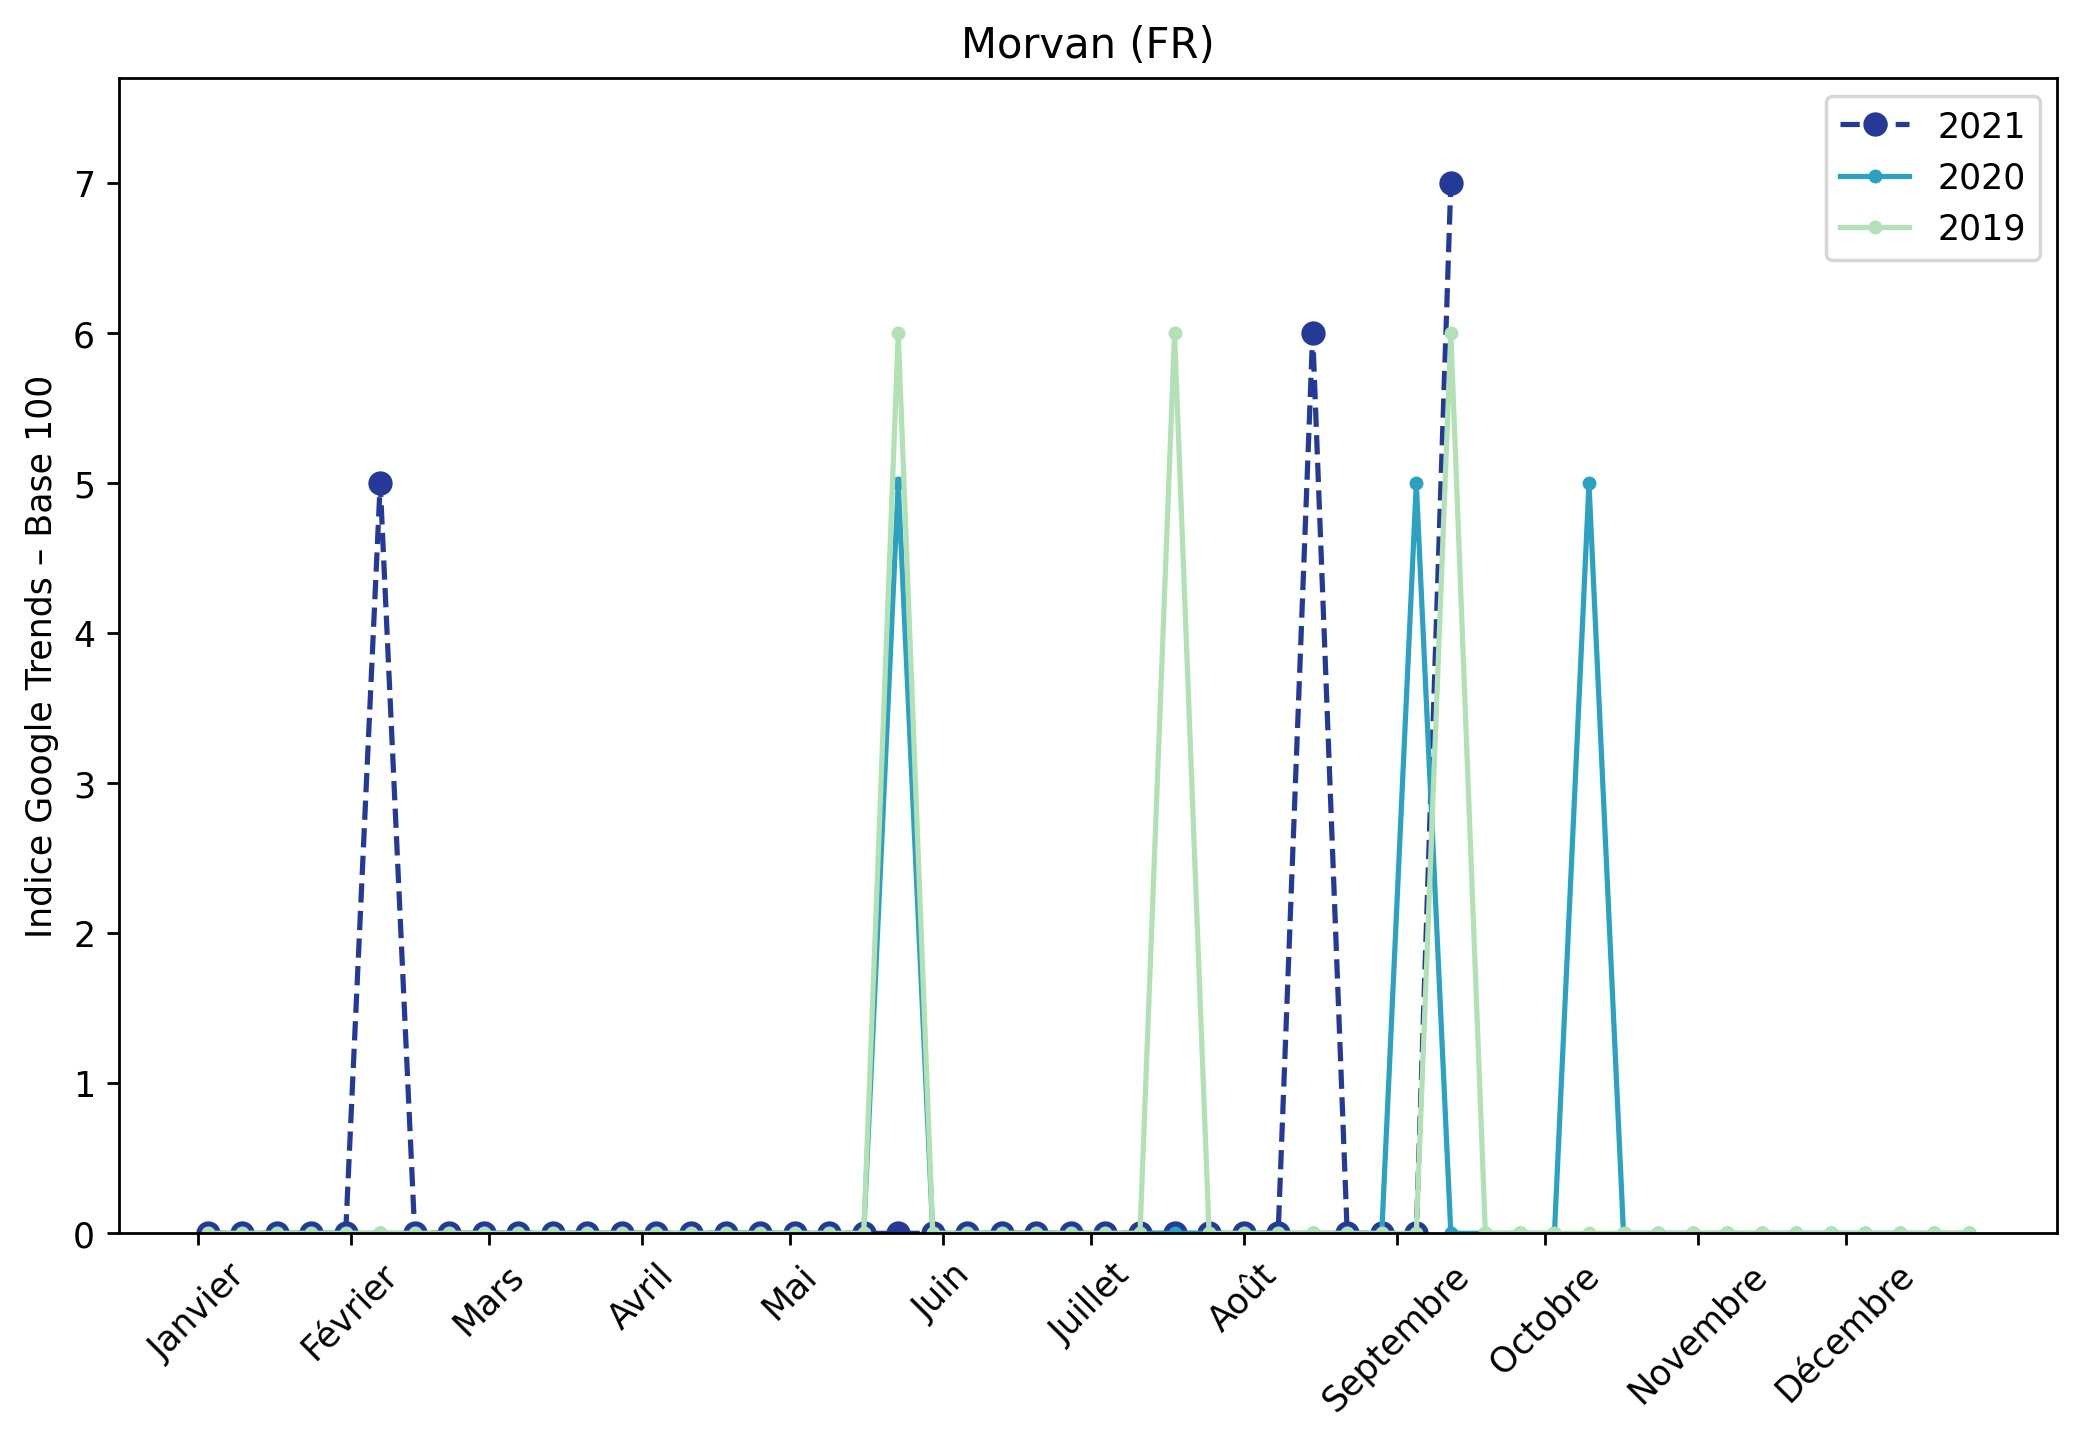 Morvan (FR)
2021
2020
2019
Indice Google Trends – Base 100
7
6
5
4
3
2
1
0
Janvier
Février
Mars
Avril
Mai
Juin
Juillet
Août
Septembre
Octobre
Novembre
Décembre